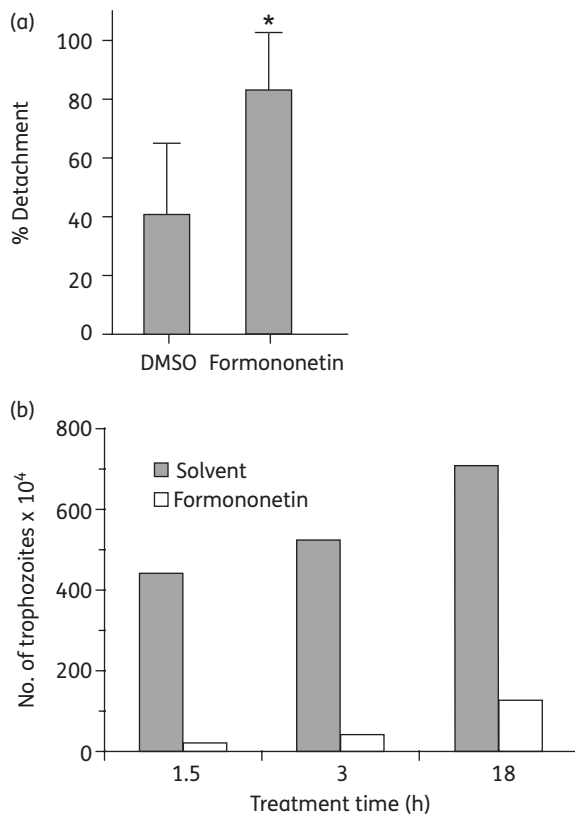 (a)
100
80
60
40
20
0
% Detachment
*
DMSO Formononetin
(b)
800
600
400
200
0
No. of trophozoites x 10⁴
Solvent
Formononetin
1.5 3 18
Treatment time (h)